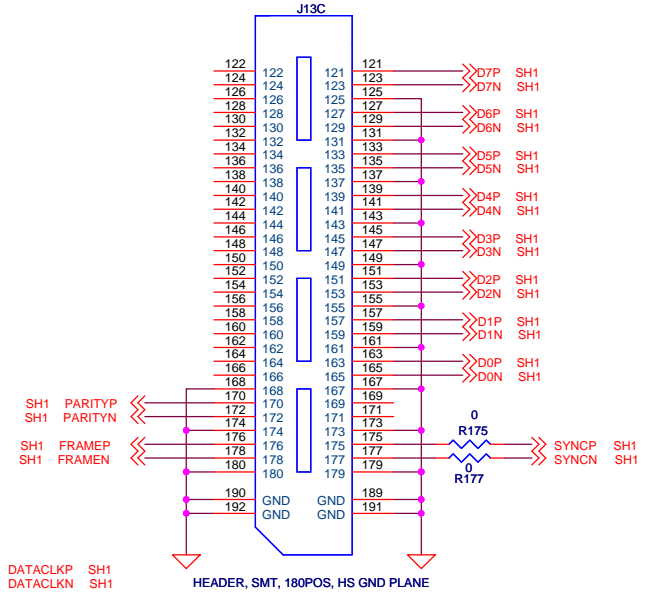 J13C
122 122 121 121 D7P SH1
124 124 123 123 D7N SH1
126 126 125 125
128 128 127 127 D6P SH1
130 130 129 129 D6N SH1
132 132 131 131
134 134 133 133 D5P SH1
136 136 135 135 D5N SH1
138 138 137 137
140 140 139 139 D4P SH1
142 142 141 141 D4N SH1
144 144 143 143
146 146 145 145 D3P SH1
148 148 147 147 D3N SH1
150 150 149 149
152 152 151 151 D2P SH1
154 154 153 153 D2N SH1
156 156 155 155
158 158 157 157 D1P SH1
160 160 159 159 D1N SH1
162 162 161 161
164 164 163 163 D0P SH1
166 166 165 165 D0N SH1
168 168 167 167
SH1 PARITYP 170 170 169 169
SH1 PARITYN 172 172 171 171
0
174 174 173 173 R175
SH1 FRAMEP 176 176 175 175 SYNCP SH1
SH1 FRAMEN 178 178 177 177 SYNCN SH1
0
180 180 179 179 R177
190 GND GND 189
192 GND GND 191
DATACLKP SH1
DATACLKN SH1
HEADER, SMT, 180POS, HS GND PLANE